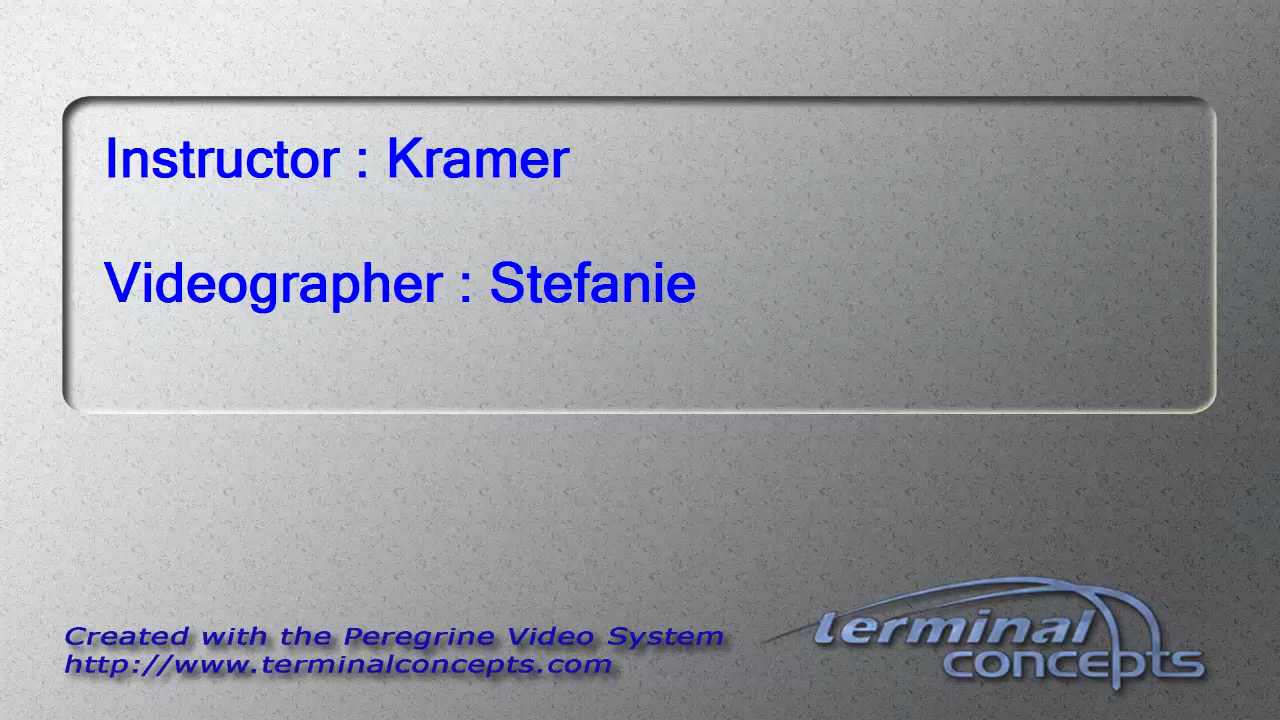 Instructor : Kramer
Videographer : Stefanie
Created with the Peregrine Video System
http://www.terminalconcepts.com
terminal
concepts